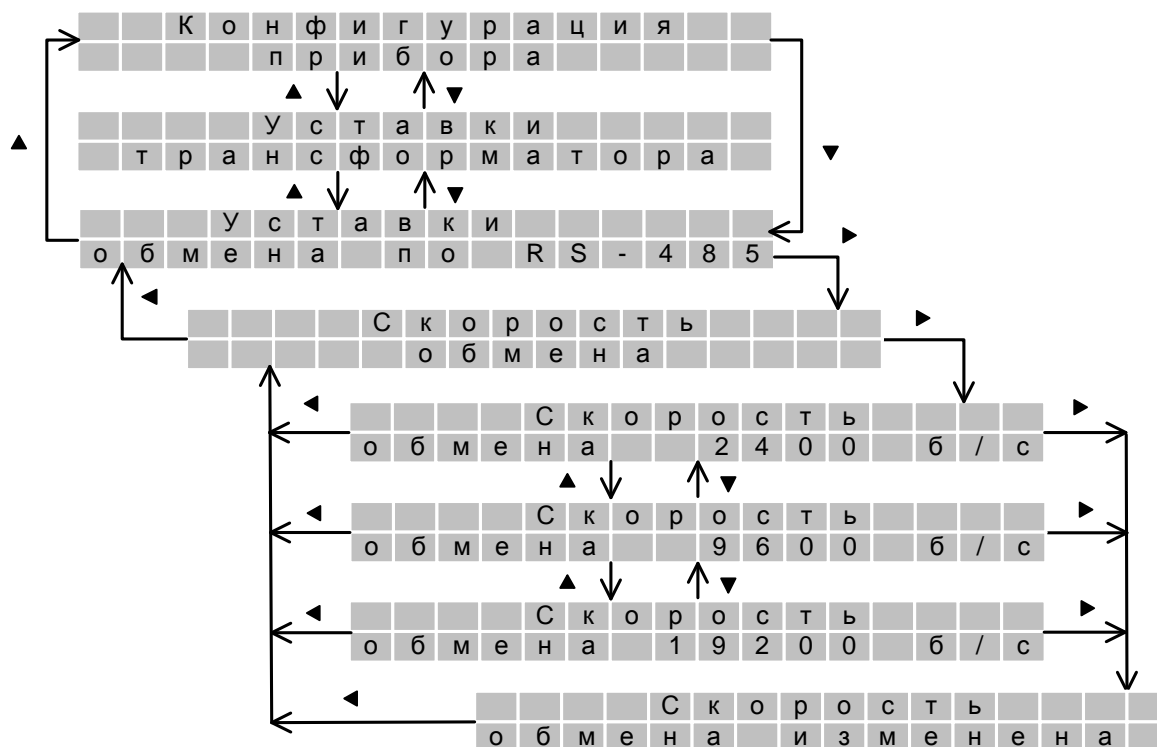 Конфигурация
прибора
Уставки
трансформатора
Уставки
обмена по RS-485
Скорость
обмена
Скорость
обмена 2400 б/с
Скорость
обмена 9600 б/с
Скорость
обмена 19200 б/с
Скорость
обмена изменена